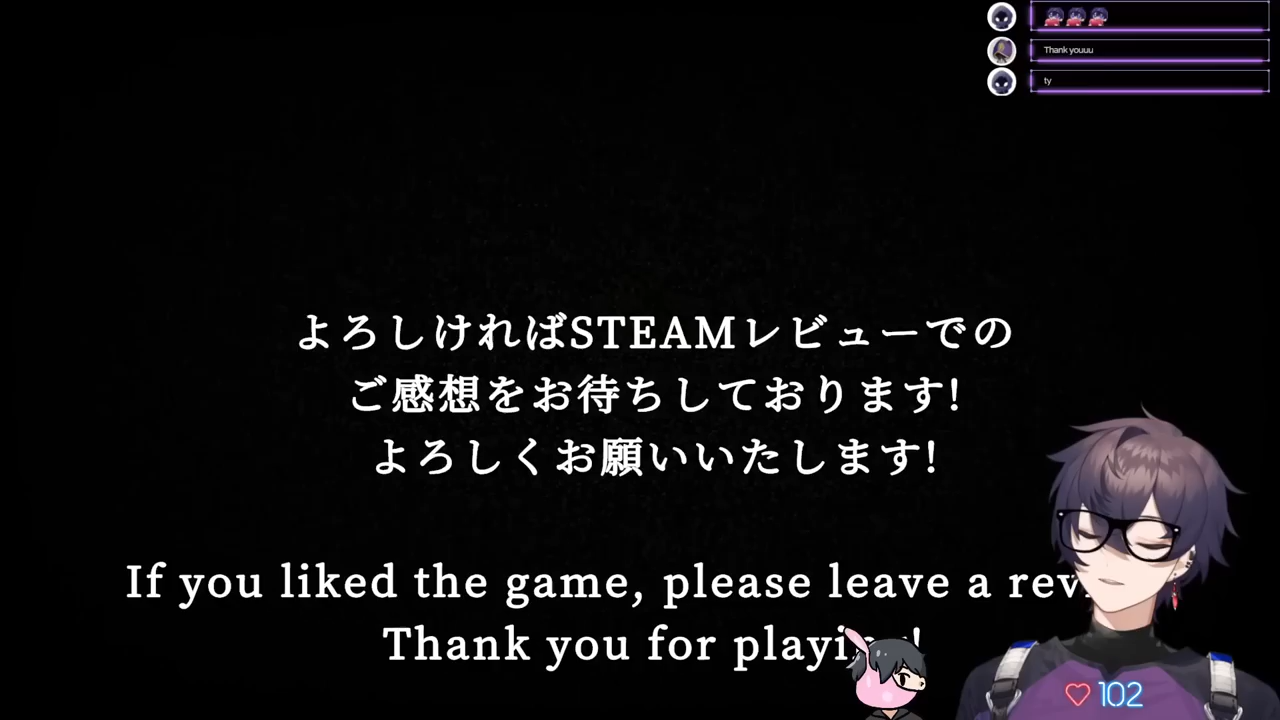 Thank youuu
ty
よろしければSTEAMレビューでの
ご感想をお待ちしております!
よろしくお願いいたします!
If you liked the game, please leave a
Thank you for
102